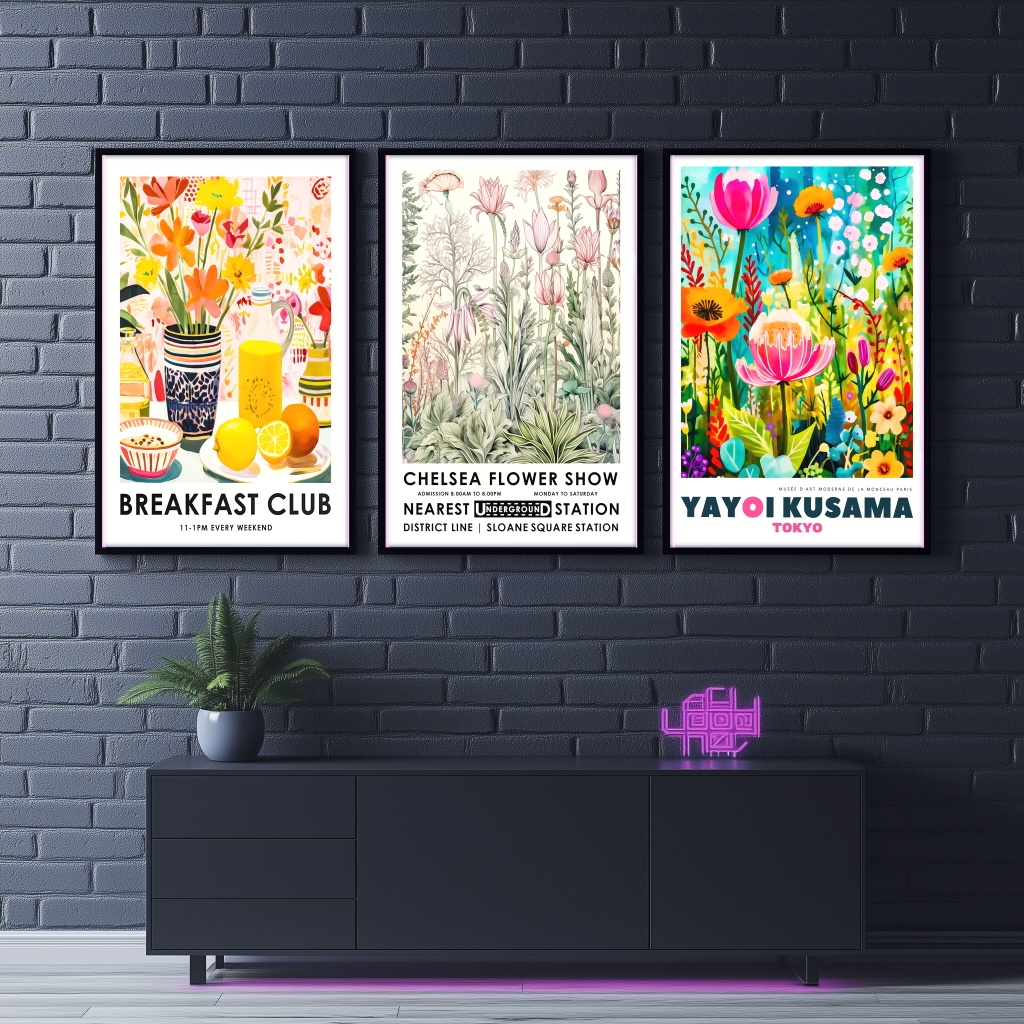 BREAKFAST CLUB
11-1PM EVERY WEEKEND
CHELSEA FLOWER SHOW
ADMISSION 8.00AM TO 8.00PM MONDAY TO SATURDAY
NEAREST UNDERGROUND STATION
DISTRICT LINE | SLOANE SQUARE STATION
MUSÉE D'ART MODERNE DE LA MONCEAU PARIS
YAYOI KUSAMA
TOKYO